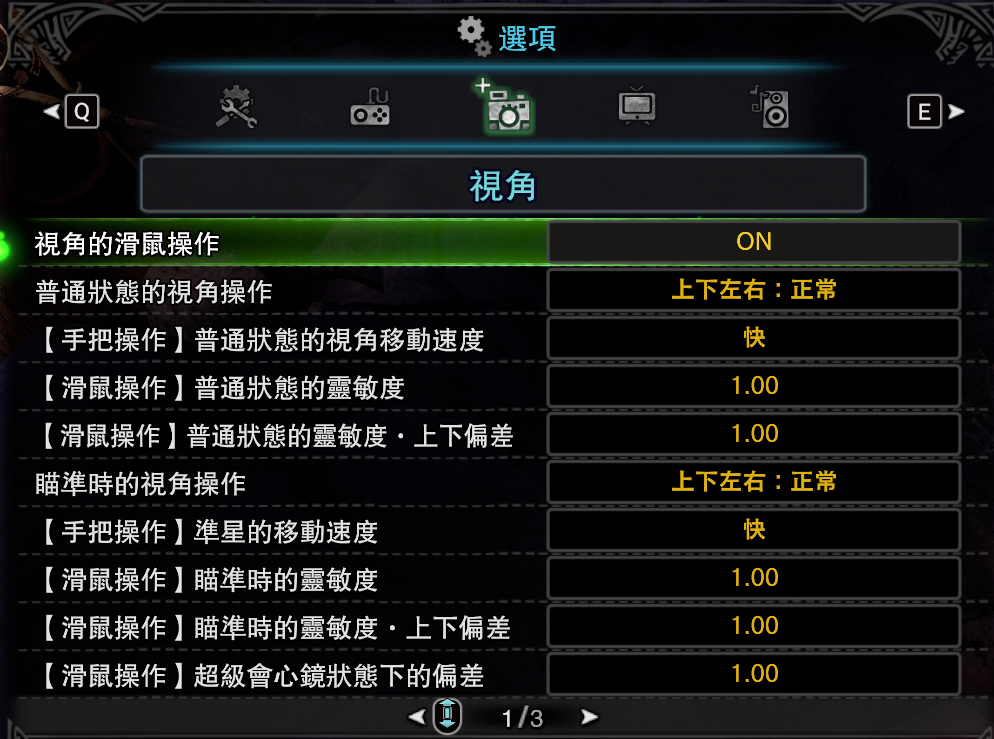 選項
Q
E
視角
視角的滑鼠操作 ON
普通狀態的視角操作 上下左右：正常
【手把操作】普通狀態的視角移動速度 快
【滑鼠操作】普通狀態的靈敏度 1.00
【滑鼠操作】普通狀態的靈敏度・上下偏差 1.00
瞄準時的視角操作 上下左右：正常
【手把操作】準星的移動速度 快
【滑鼠操作】瞄準時的靈敏度 1.00
【滑鼠操作】瞄準時的靈敏度・上下偏差 1.00
【滑鼠操作】超級會心鏡狀態下的偏差 1.00
1/3